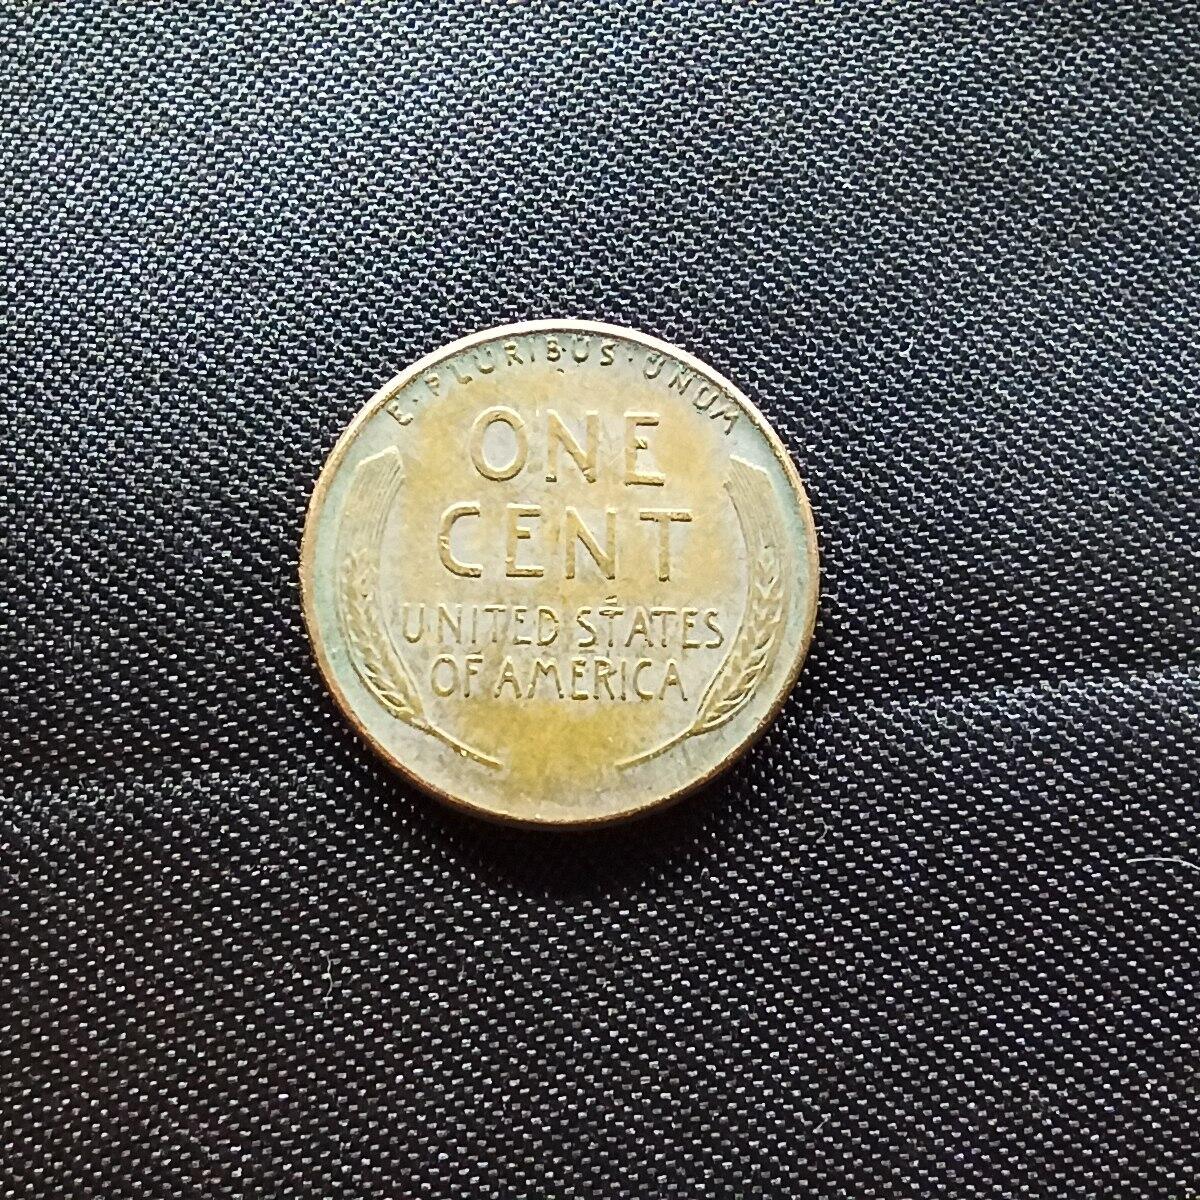 E·PLURIBUS·UNUM
ONE
CENT
UNITED STATES
OF AMERICA